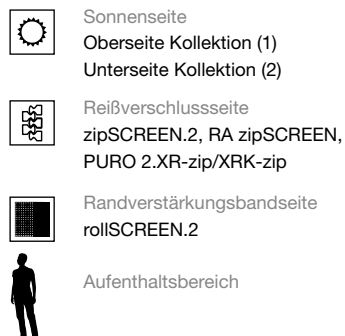 Sonnenseite
Oberseite Kollektion (1)
Unterseite Kollektion (2)
Reißverschlussseite
zipSCREEN.2, RA zipSCREEN,
PURO 2.XR-zip/XRK-zip
Randverstärkungsbandseite
rollSCREEN.2
Aufenthaltsbereich